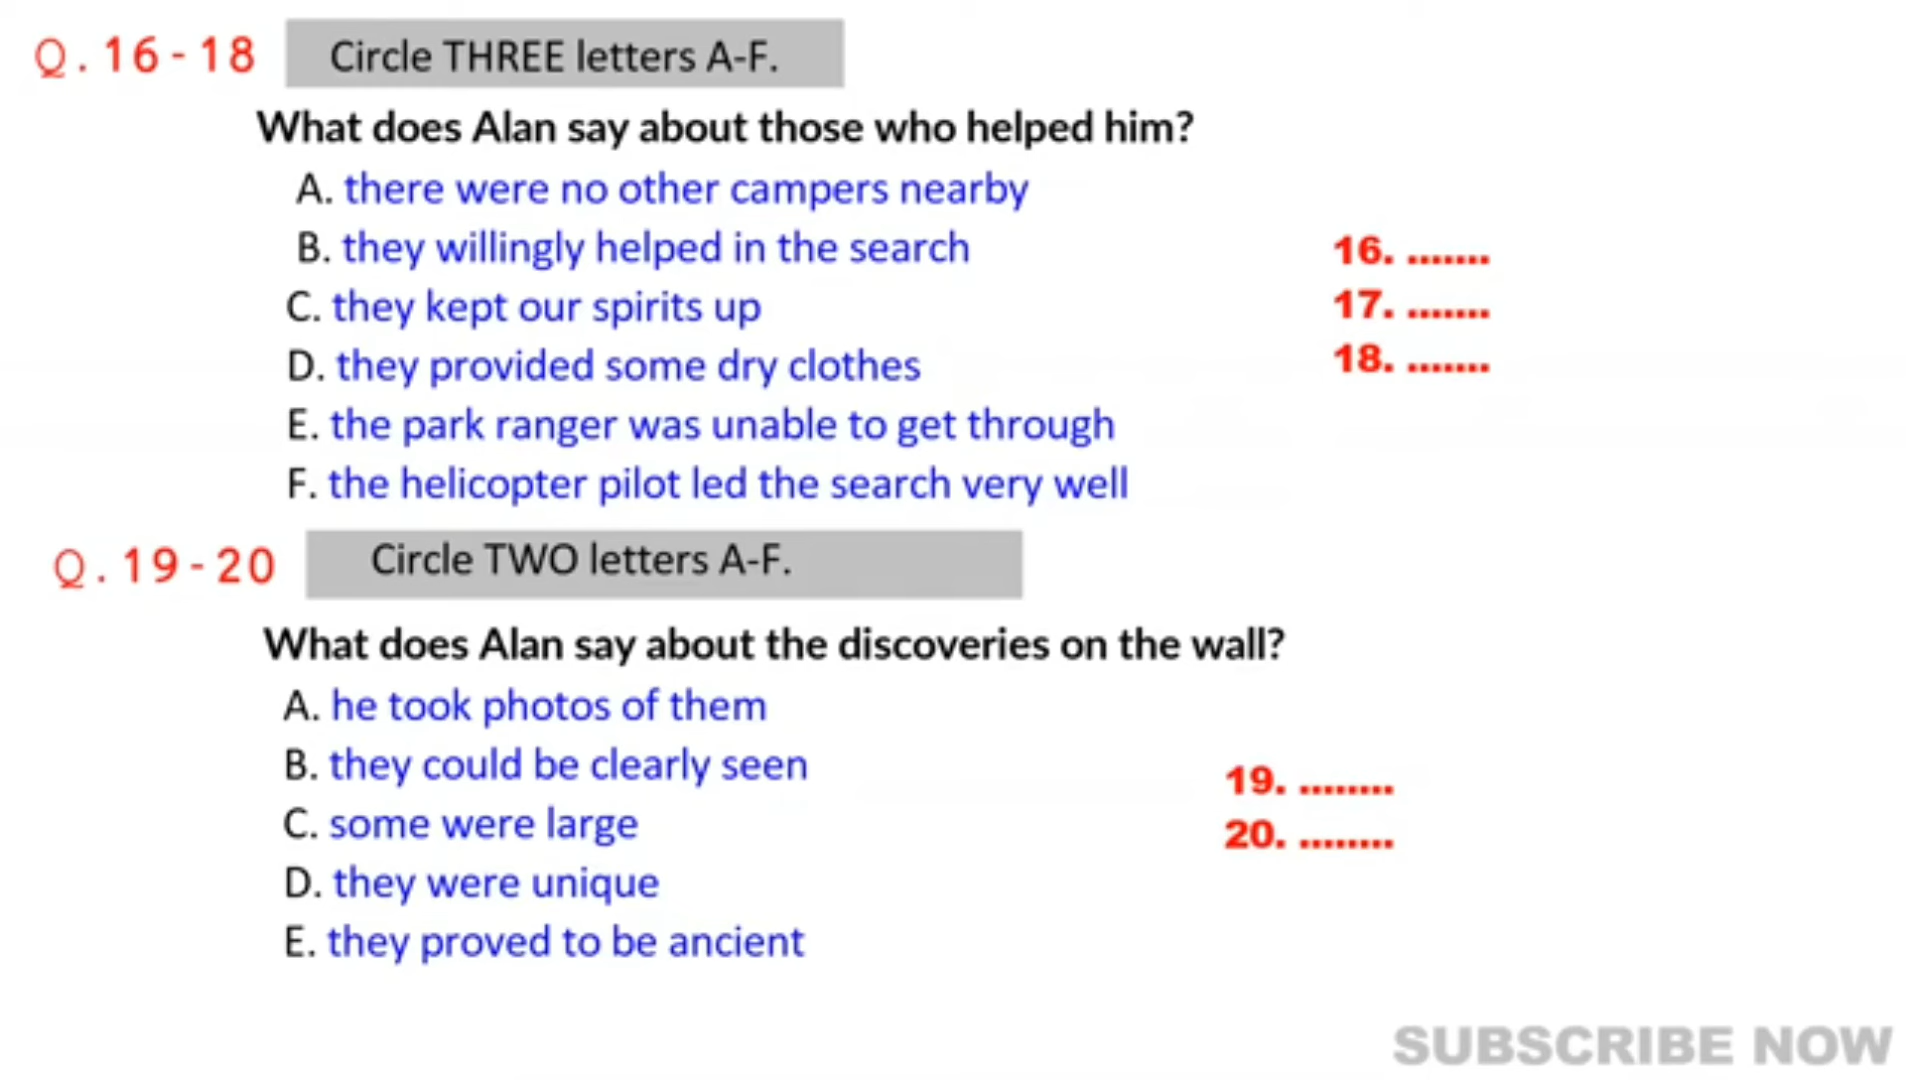 Q.16-18 Circle THREE letters A-F.
What does Alan say about those who helped him?
A. there were no other campers nearby
B. they willingly helped in the search
C. they kept our spirits up
D. they provided some dry clothes
E. the park ranger was unable to get through
F. the helicopter pilot led the search very well
16. .......
17. .......
18. .......
Q.19-20 Circle TWO letters A-F.
What does Alan say about the discoveries on the wall?
A. he took photos of them
B. they could be clearly seen
C. some were large
D. they were unique
E. they proved to be ancient
19. ........
20. ........
SUBSCRIBE NOW